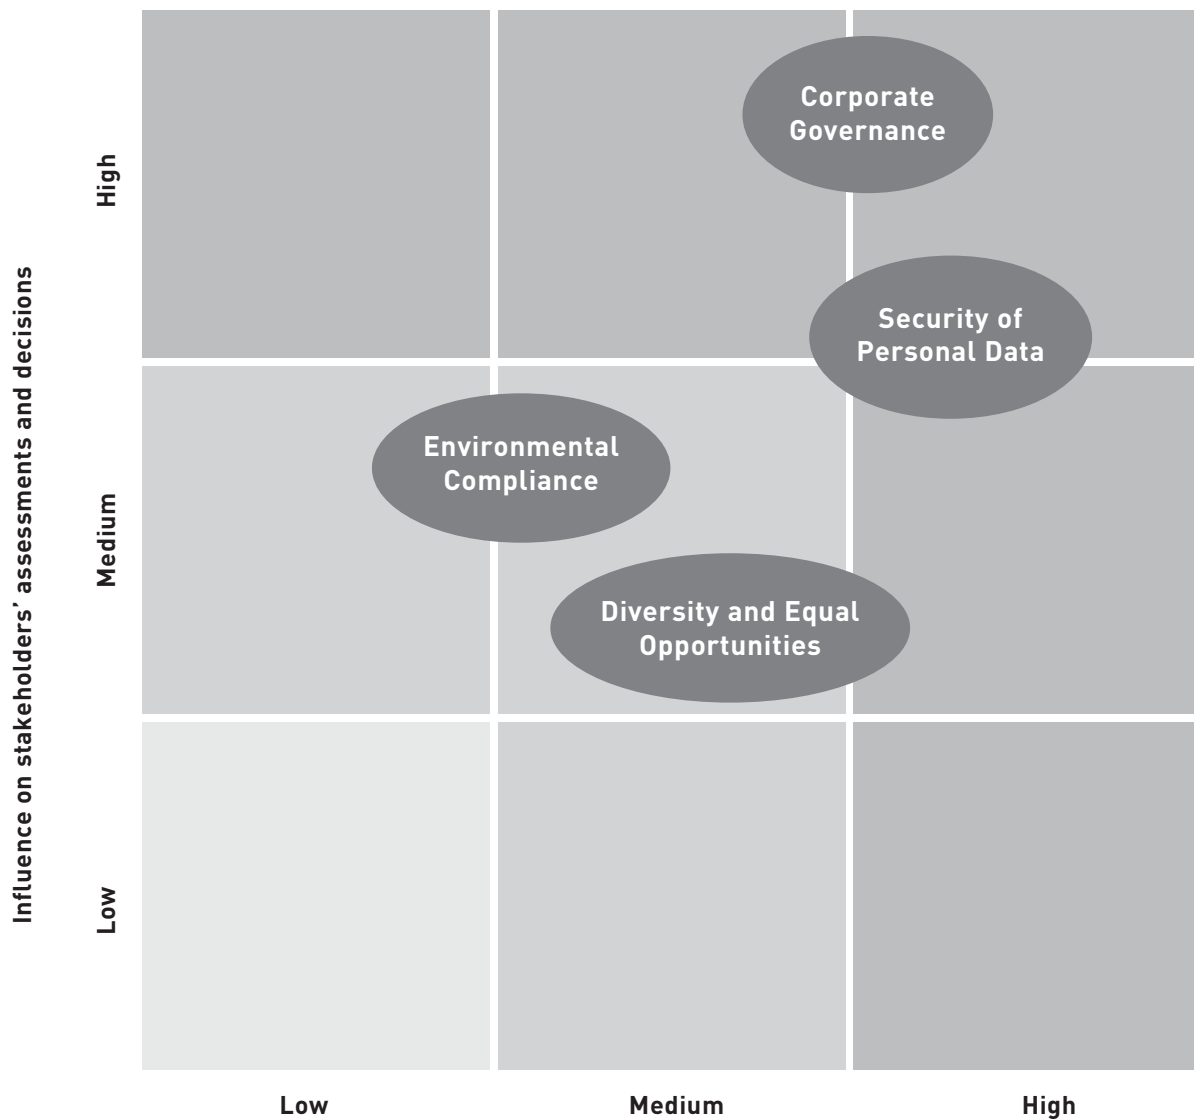 Influence on stakeholders’ assessments and decisions
High
Medium
Low
Corporate
Governance
Security of
Personal Data
Environmental
Compliance
Diversity and Equal
Opportunities
Low
Medium
High